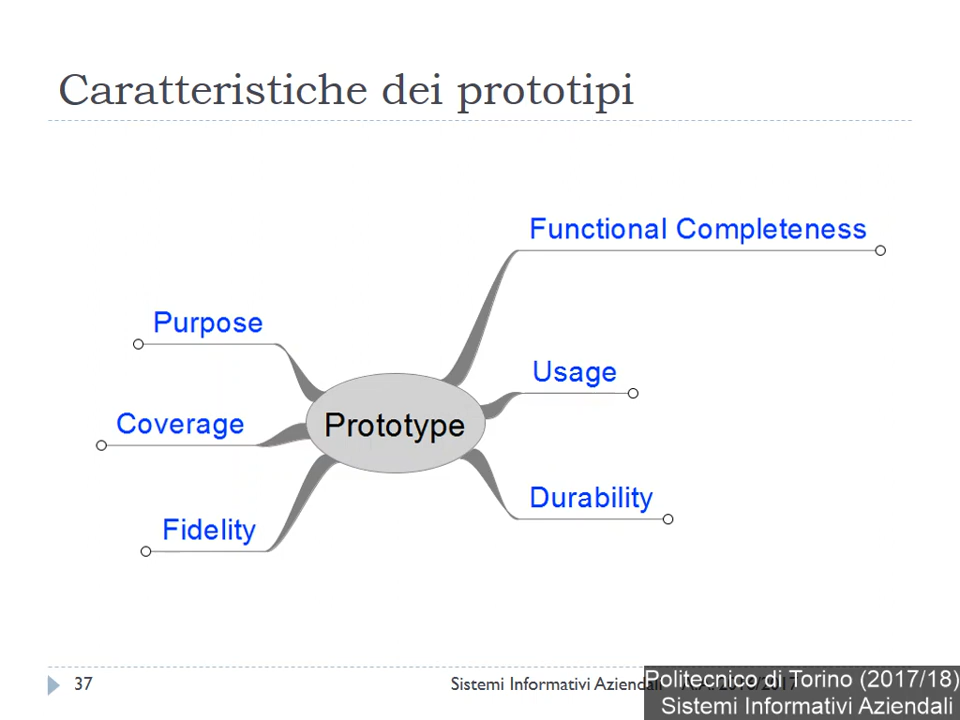 Caratteristiche dei prototipi
Functional Completeness
Purpose
Usage
Coverage
Prototype
Durability
Fidelity
37
Sistemi Informativi Aziendali
Politecnico di Torino (2017/18)
Sistemi Informativi Aziendali